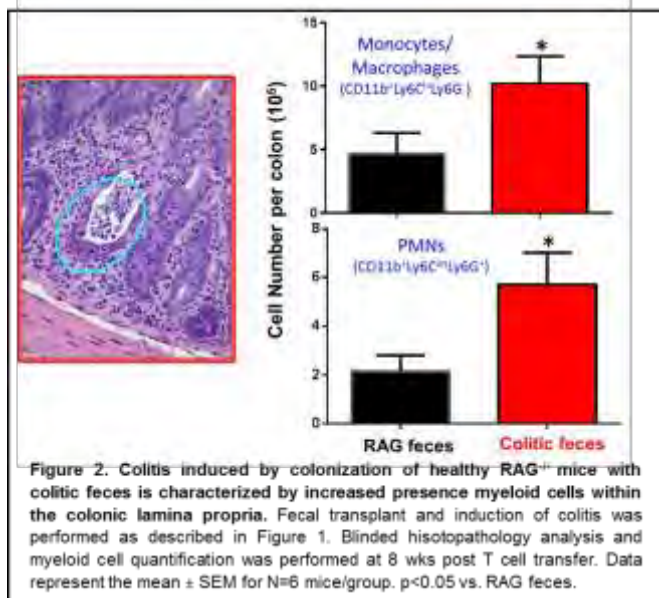 15
Monocytes/
Macrophages
(CD11b⁺Ly6C⁺Ly6G⁻)
*
10
5
0
Cell Number per colon (10⁶)
8
PMNs
(CD11b⁺Ly6CⁱⁿᵗLy6G⁺)
*
6
4
2
0
RAG feces
Colitic feces
Figure 2. Colitis induced by colonization of healthy RAG⁻/⁻ mice with
colitic feces is characterized by increased presence myeloid cells within
the colonic lamina propria. Fecal transplant and induction of colitis was
performed as described in Figure 1. Blinded hisotopathology analysis and
myeloid cell quantification was performed at 8 wks post T cell transfer. Data
represent the mean ± SEM for N=6 mice/group. p<0.05 vs. RAG feces.